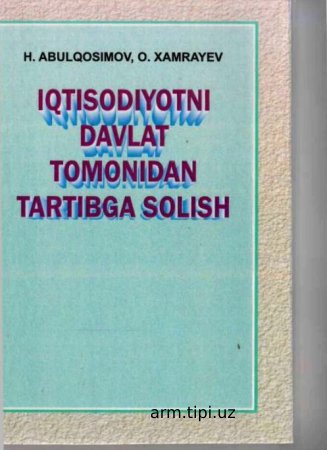 H. ABULQOSIMOV, O. XAMRAYEV
IQTISODIYOTNI
DAVLAT
TOMONIDAN
TARTIBGA SOLISH
arm.tipi.uz